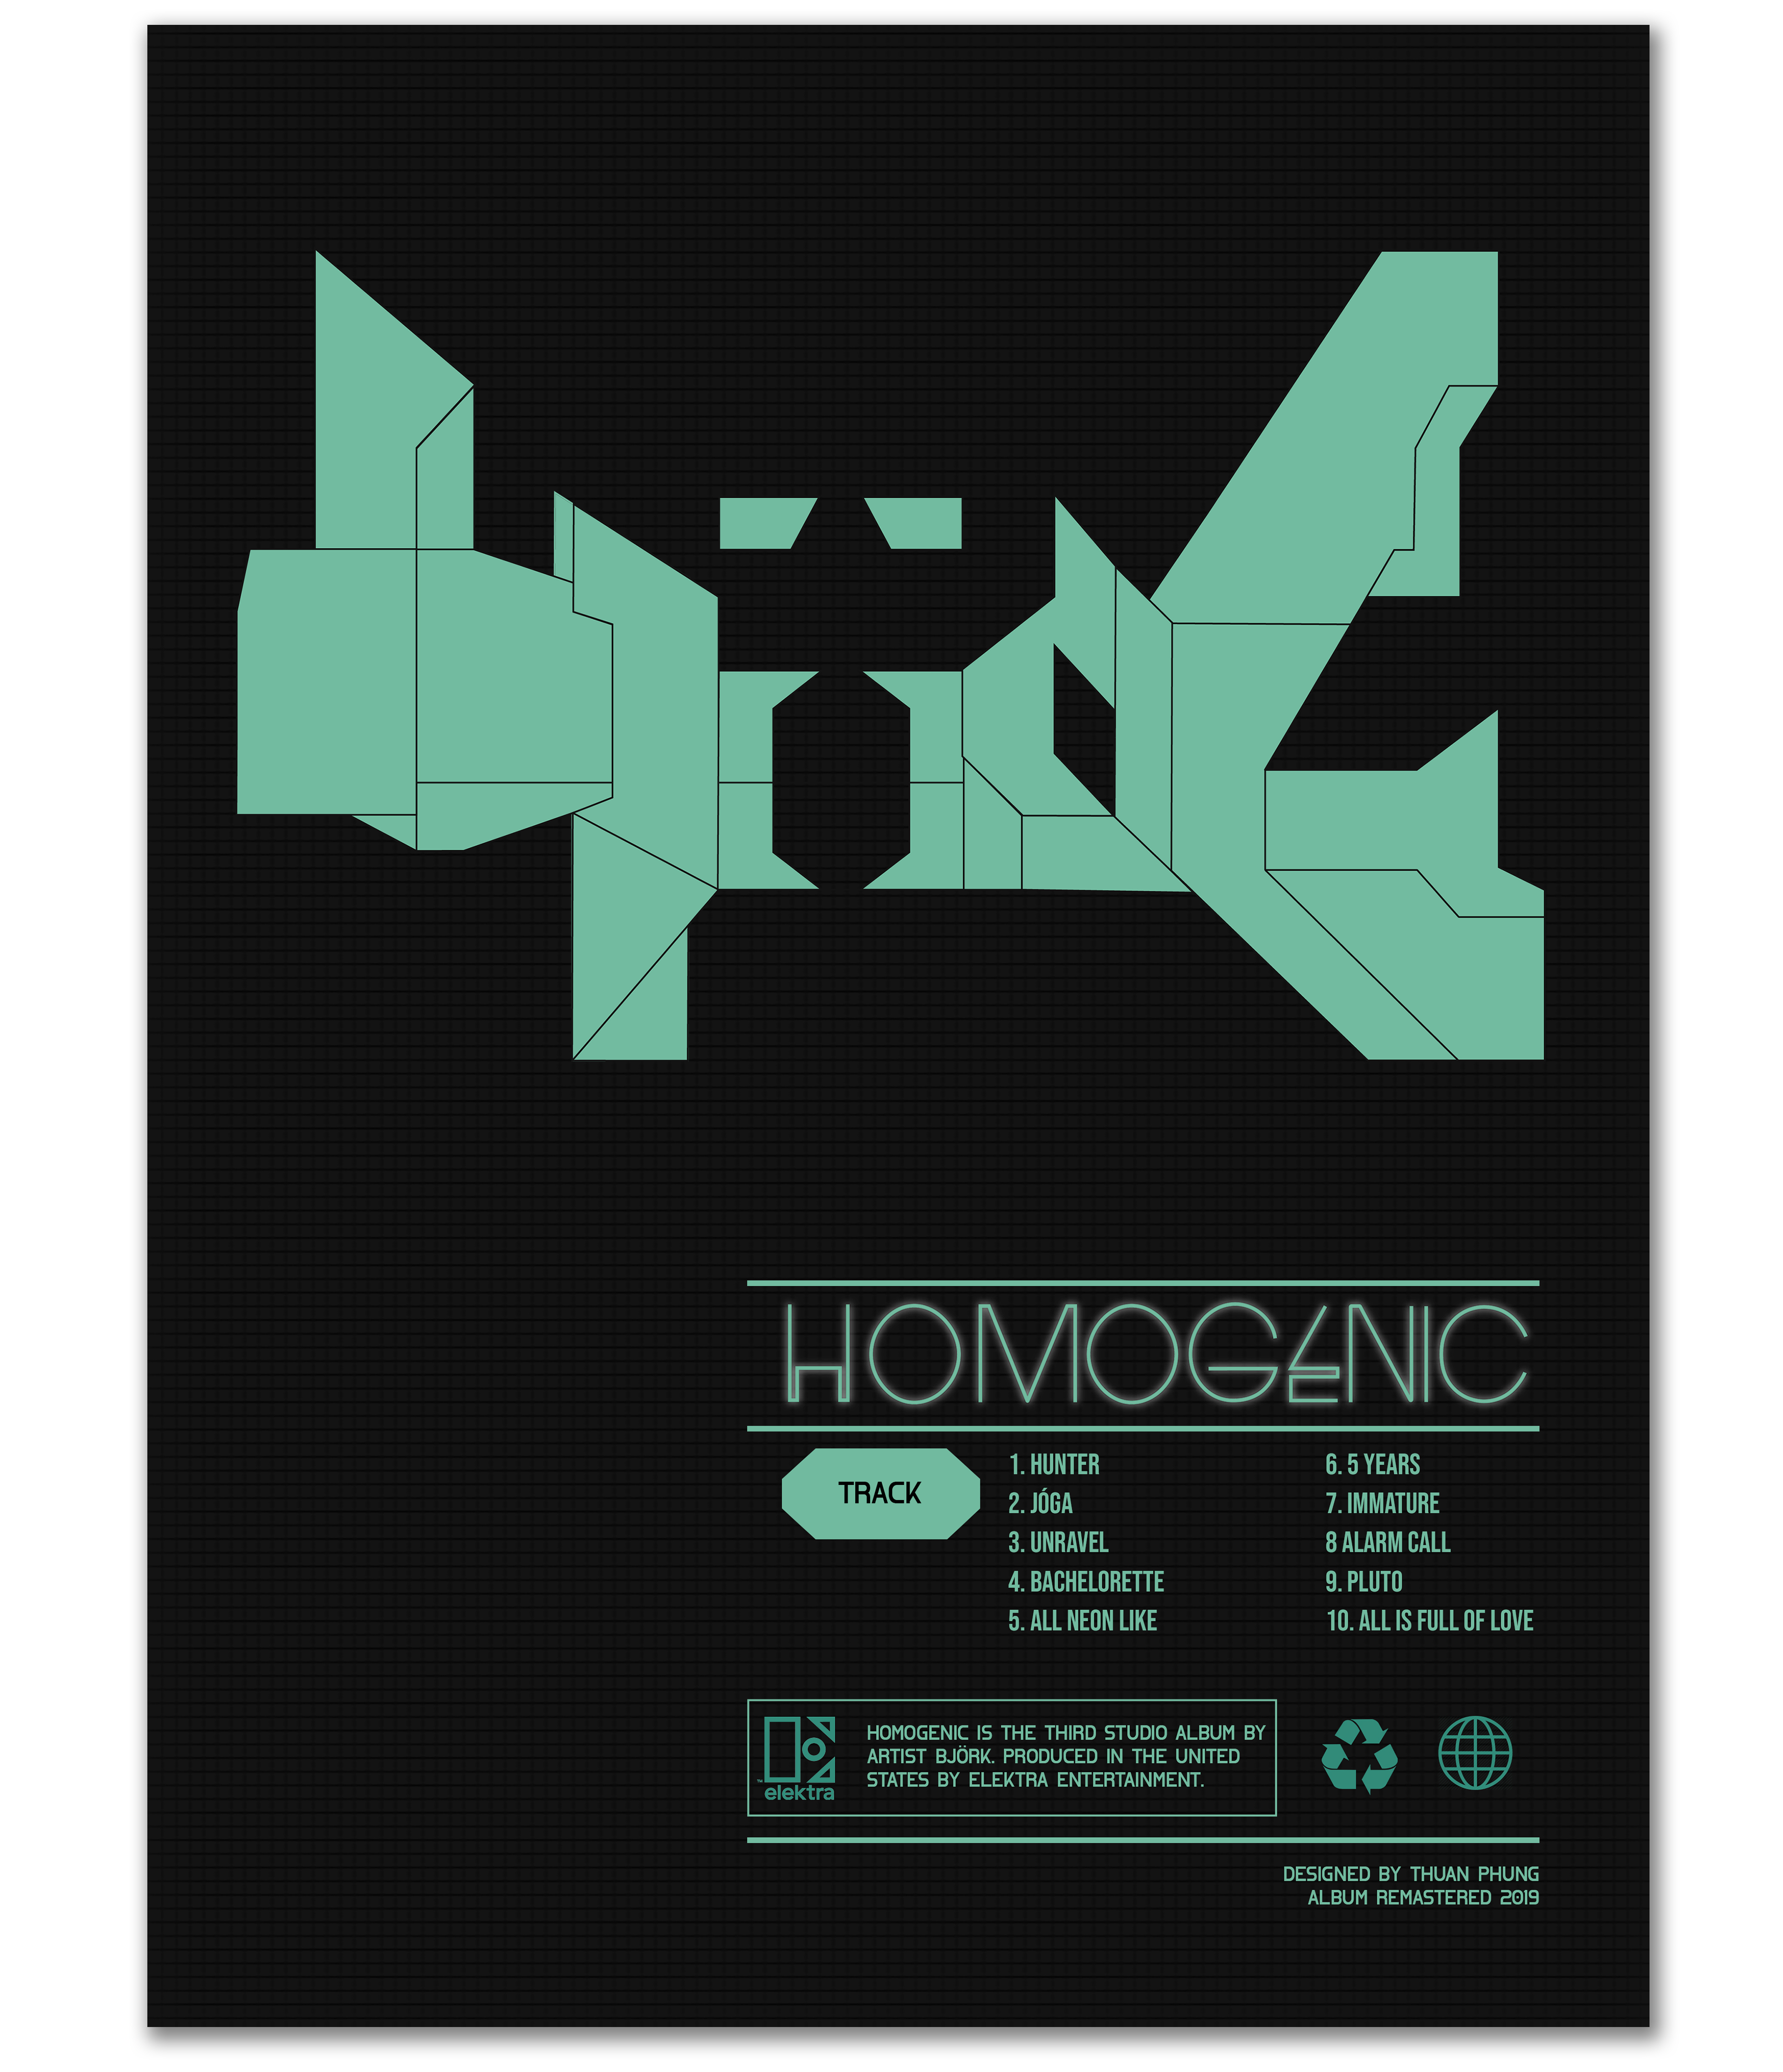 björk
HOMOGENIC
TRACK
1. HUNTER
2. JÓGA
3. UNRAVEL
4. BACHELORETTE
5. ALL NEON LIKE
6. 5 YEARS
7. IMMATURE
8 ALARM CALL
9. PLUTO
10. ALL IS FULL OF LOVE
TM
elektra
HOMOGENIC IS THE THIRD STUDIO ALBUM BY
ARTIST BJÖRK. PRODUCED IN THE UNITED
STATES BY ELEKTRA ENTERTAINMENT.
DESIGNED BY THUAN PHUNG
ALBUM REMASTERED 2019